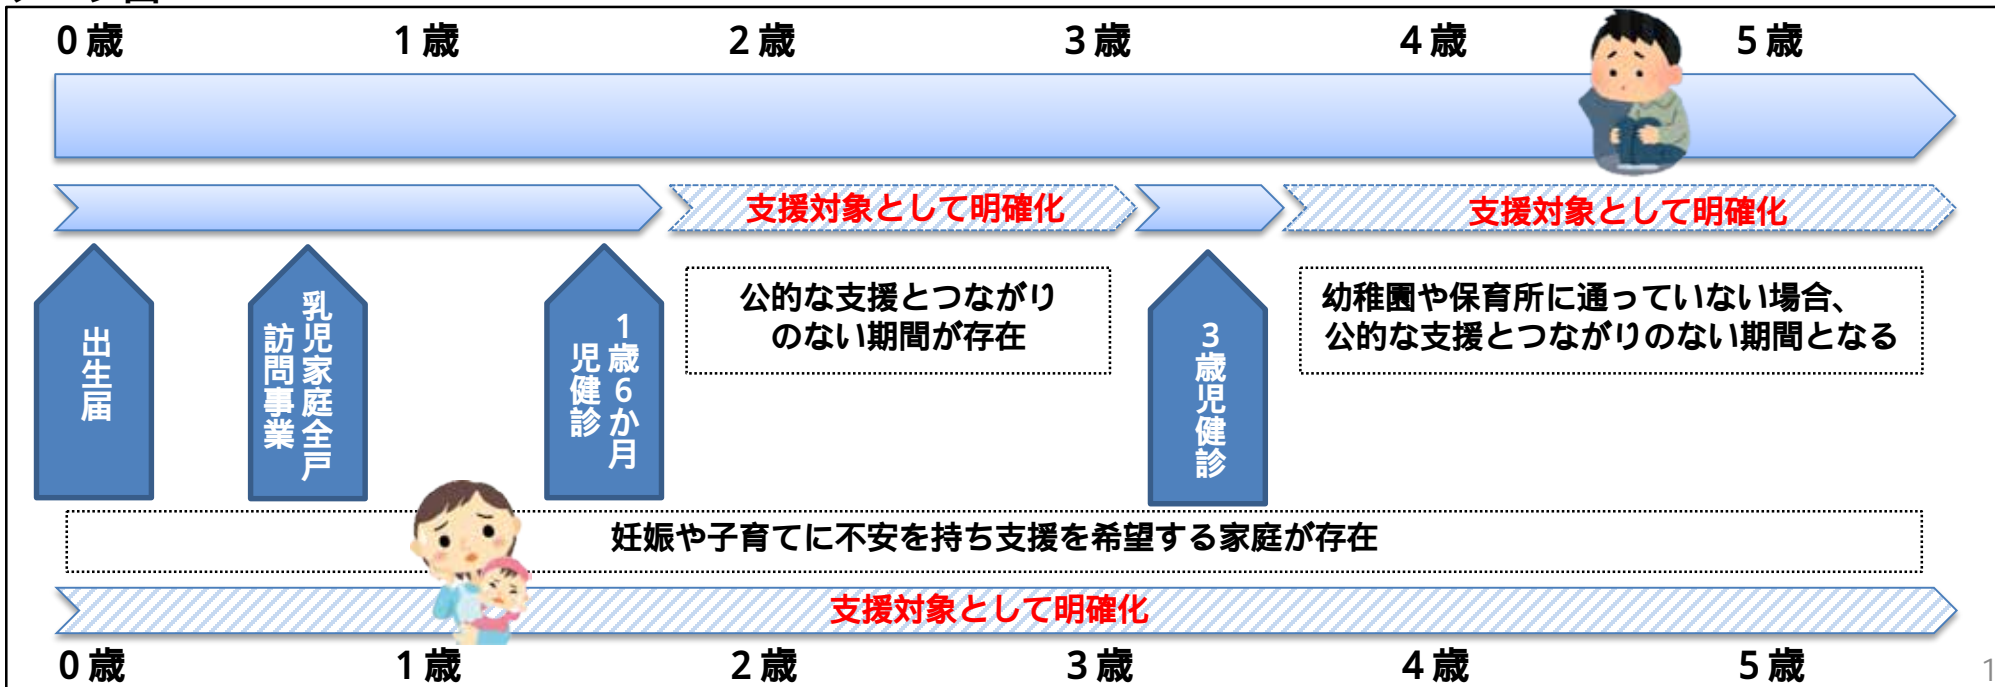 0歳 1歳 2歳 3歳 4歳 5歳
支援対象として明確化
支援対象として明確化
出生届
乳児家庭全戸
訪問事業
1歳6か月
児健診
公的な支援とつながり
のない期間が存在
3歳児健診
幼稚園や保育所に通っていない場合、
公的な支援とつながりのない期間となる
妊娠や子育てに不安を持ち支援を希望する家庭が存在
支援対象として明確化
0歳 1歳 2歳 3歳 4歳 5歳
1